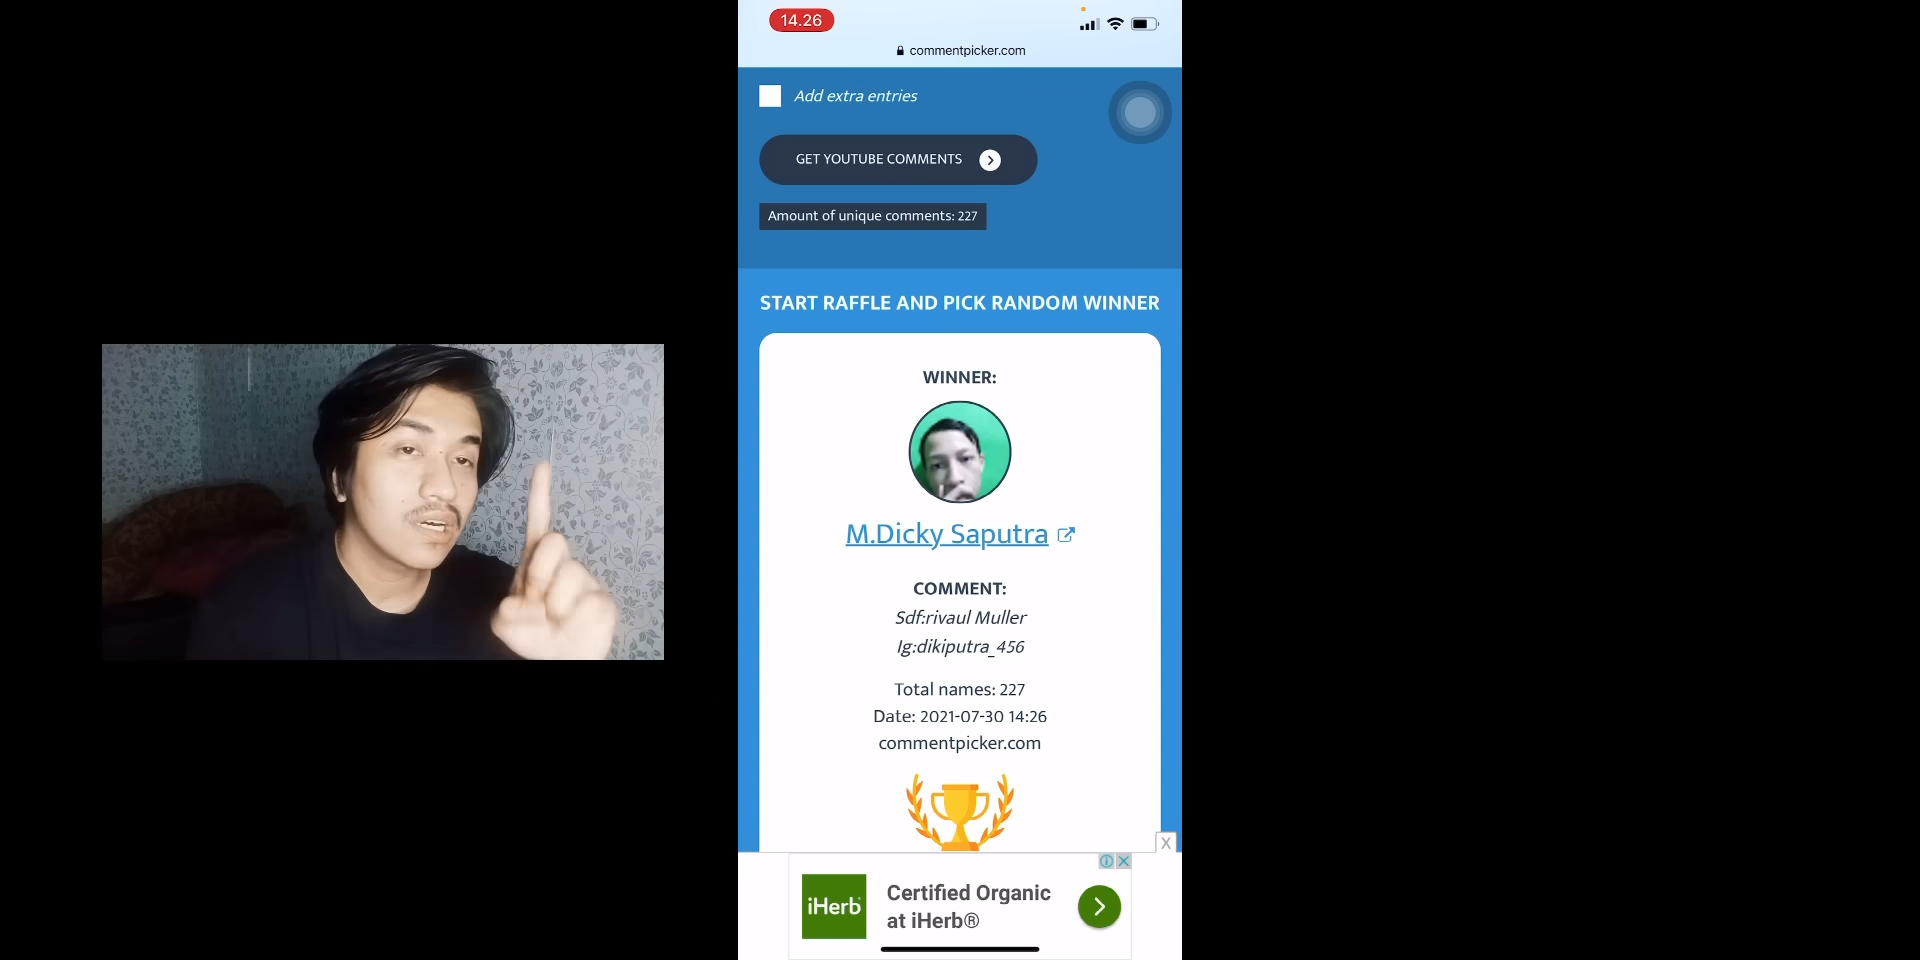 14.26
commentpicker.com
Add extra entries
GET YOUTUBE COMMENTS
Amount of unique comments: 227
START RAFFLE AND PICK RANDOM WINNER
WINNER:
M.Dicky Saputra
COMMENT:
Sdf:rivaul Muller
Ig:dikiputra_456
Total names: 227
Date: 2021-07-30 14:26
commentpicker.com
X
iHerb
Certified Organic
at iHerb®